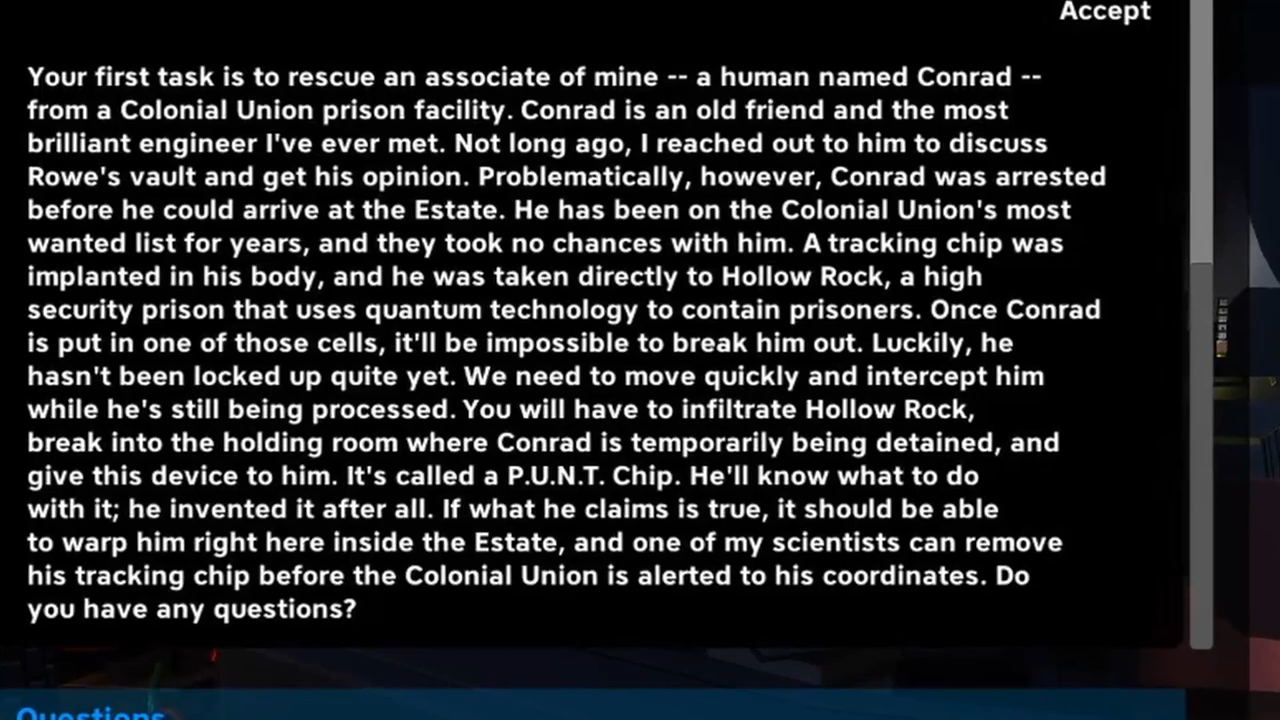 Accept
Your first task is to rescue an associate of mine -- a human named Conrad --
from a Colonial Union prison facility. Conrad is an old friend and the most
brilliant engineer I've ever met. Not long ago, I reached out to him to discuss
Rowe's vault and get his opinion. Problematically, however, Conrad was arrested
before he could arrive at the Estate. He has been on the Colonial Union's most
wanted list for years, and they took no chances with him. A tracking chip was
implanted in his body, and he was taken directly to Hollow Rock, a high
security prison that uses quantum technology to contain prisoners. Once Conrad
is put in one of those cells, it'll be impossible to break him out. Luckily, he
hasn't been locked up quite yet. We need to move quickly and intercept him
while he's still being processed. You will have to infiltrate Hollow Rock,
break into the holding room where Conrad is temporarily being detained, and
give this device to him. It's called a P.U.N.T. Chip. He'll know what to do
with it; he invented it after all. If what he claims is true, it should be able
to warp him right here inside the Estate, and one of my scientists can remove
his tracking chip before the Colonial Union is alerted to his coordinates. Do
you have any questions?
Questions